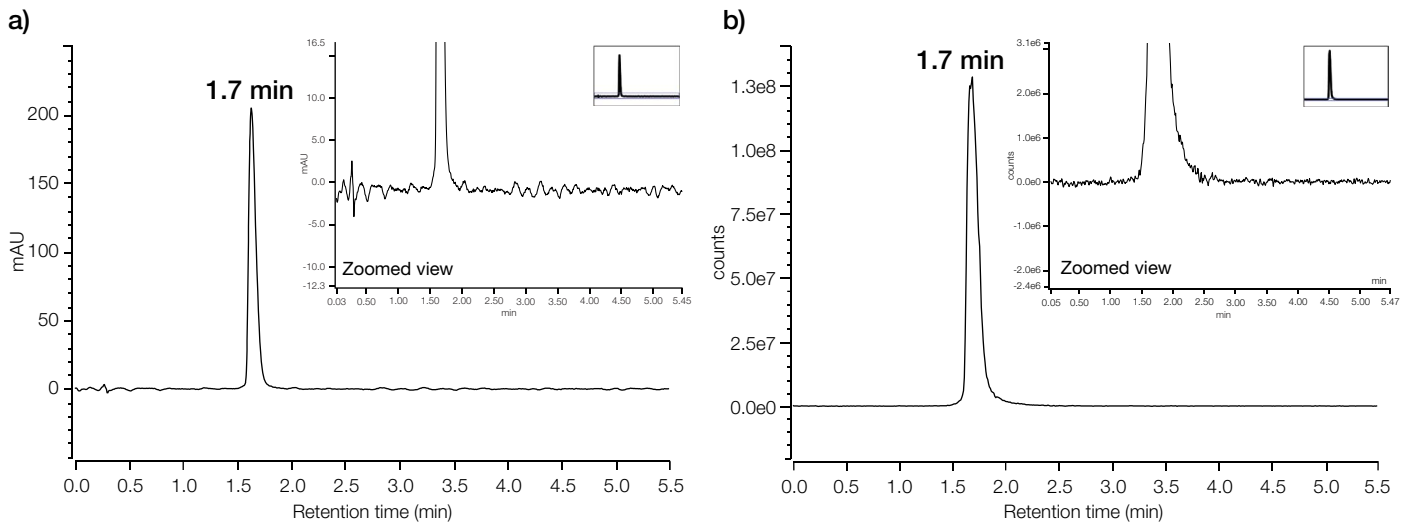 a)
1.7 min
200
150
100
50
0
mAU
0.0 0.5 1.0 1.5 2.0 2.5 3.0 3.5 4.0 4.5 5.0 5.5
Retention time (min)
16.5
10.0
5.0
0.0
-5.0
-10.0
-12.3
mAU
Zoomed view
0.03 0.50 1.00 1.50 2.00 2.50 3.00 3.50 4.00 4.50 5.00 5.45
min
b)
1.7 min
1.3e8
1.0e8
7.5e7
5.0e7
2.5e7
0.0e0
counts
0.0 0.5 1.0 1.5 2.0 2.5 3.0 3.5 4.0 4.5 5.0 5.5
Retention time (min)
3.1e6
2.0e6
1.0e6
0.0e0
-1.0e6
-2.0e6
-2.4e6
counts
Zoomed view
min
0.05 0.50 1.00 1.50 2.00 2.50 3.00 3.50 4.00 4.50 5.00 5.47
min